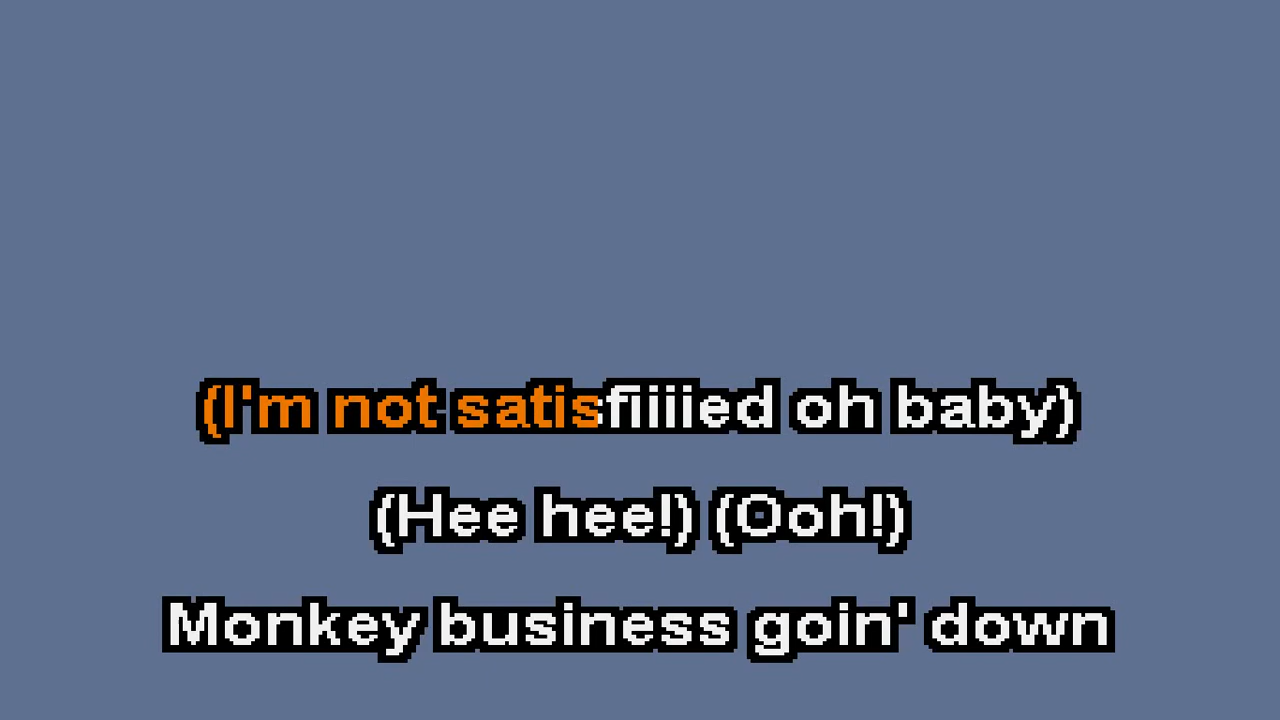 (I'm not satisfiiiied oh baby)
(Hee hee!) (Ooh!)
Monkey business goin' down